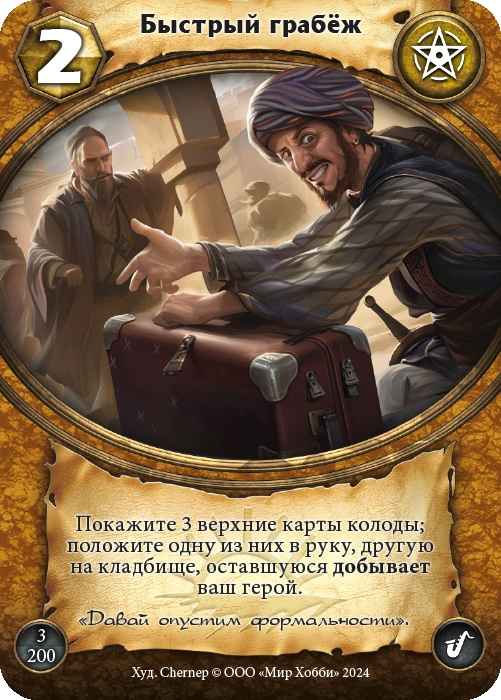 Быстрый грабёж
2
Покажите 3 верхние карты колоды;
положите одну из них в руку, другую
на кладбище, оставшуюся добывает
ваш герой.
«Давай опустим формальности».
3
200
Худ. Chernep © ООО «Мир Хобби» 2024